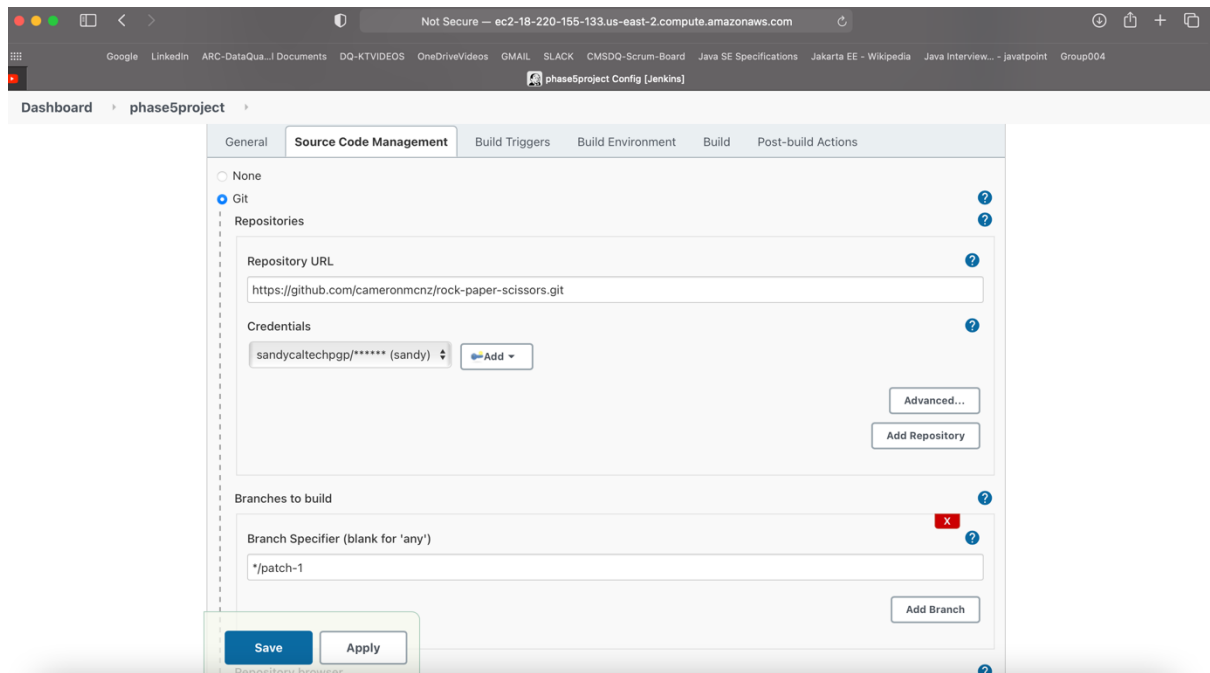 Not Secure — ec2-18-220-155-133.us-east-2.compute.amazonaws.com
Google LinkedIn ARC-DataQua...l Documents DQ-KTVIDEOS OneDriveVideos GMAIL SLACK CMSDQ-Scrum-Board Java SE Specifications Jakarta EE - Wikipedia Java Interview... - javatpoint Group004
phase5project Config [Jenkins]
Dashboard phase5project
General Source Code Management Build Triggers Build Environment Build Post-build Actions
None
Git
Repositories
Repository URL
https://github.com/cameronmcnz/rock-paper-scissors.git
Credentials
sandycaltechpgp/****** (sandy) Add
Advanced...
Add Repository
Branches to build
X
Branch Specifier (blank for 'any')
*/patch-1
Add Branch
Save Apply
Repository browser